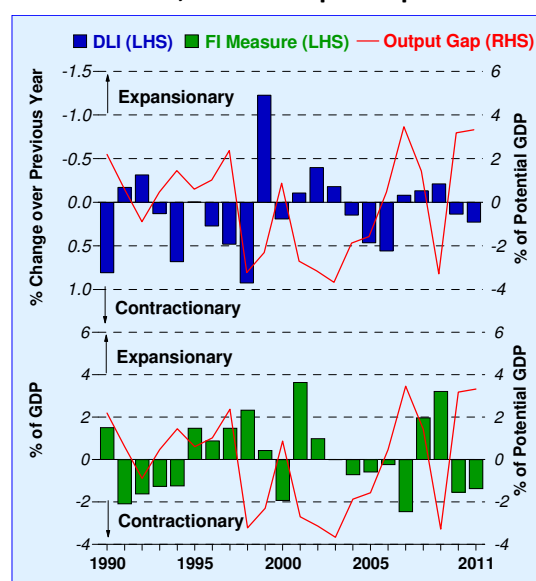 DLI (LHS) FI Measure (LHS) Output Gap (RHS)
% Change over Previous Year
-1.5
-1.0
-0.5
0.0
0.5
1.0
Expansionary
Contractionary
6
4
2
0
-2
-4
% of Potential GDP
% of GDP
6
4
2
0
-2
-4
Expansionary
Contractionary
6
4
2
0
-2
-4
% of Potential GDP
1990 1995 2000 2005 2011